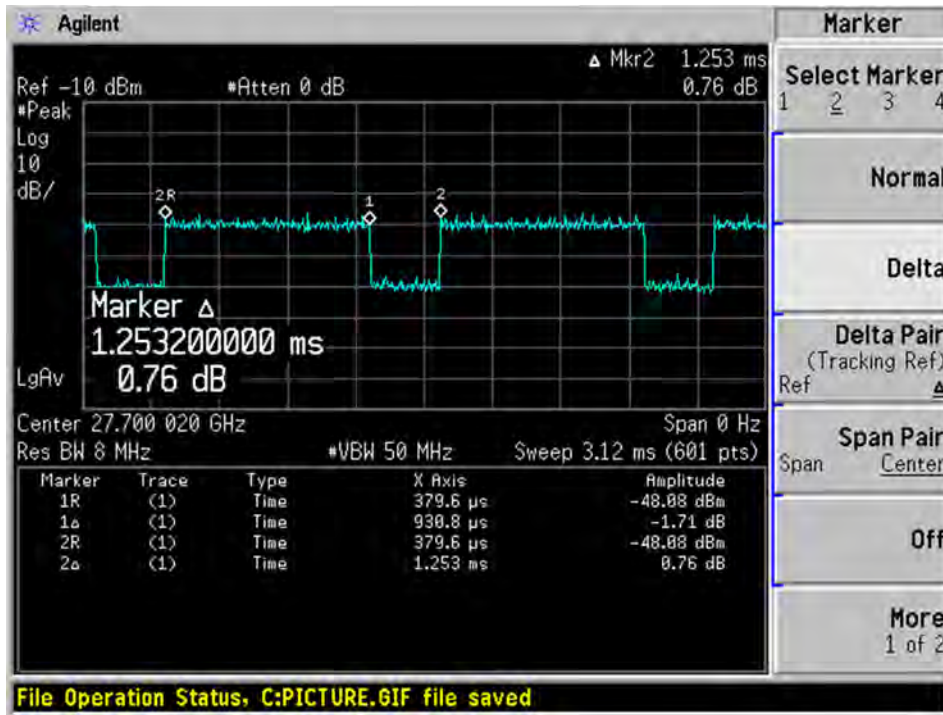 Agilent
Marker
Δ Mkr2 1.253 ms
Ref -10 dBm #Atten 0 dB 0.76 dB
#Peak
Log
10
dB/
2R
1
2
Marker Δ
1.253200000 ms
0.76 dB
LgAv
Center 27.700 020 GHz Span 0 Hz
Res BW 8 MHz #VBW 50 MHz Sweep 3.12 ms (601 pts)
Marker Trace Type X Axis Amplitude
1R (1) Time 379.6 µs -48.08 dBm
1Δ (1) Time 930.8 µs -1.71 dB
2R (1) Time 379.6 µs -48.08 dBm
2Δ (1) Time 1.253 ms 0.76 dB
Select Marker
1 2 3 4
Normal
Delta
Delta Pair
(Tracking Ref)
Ref Δ
Span Pair
Span Center
Off
More
1 of 2
File Operation Status, C:PICTURE.GIF file saved